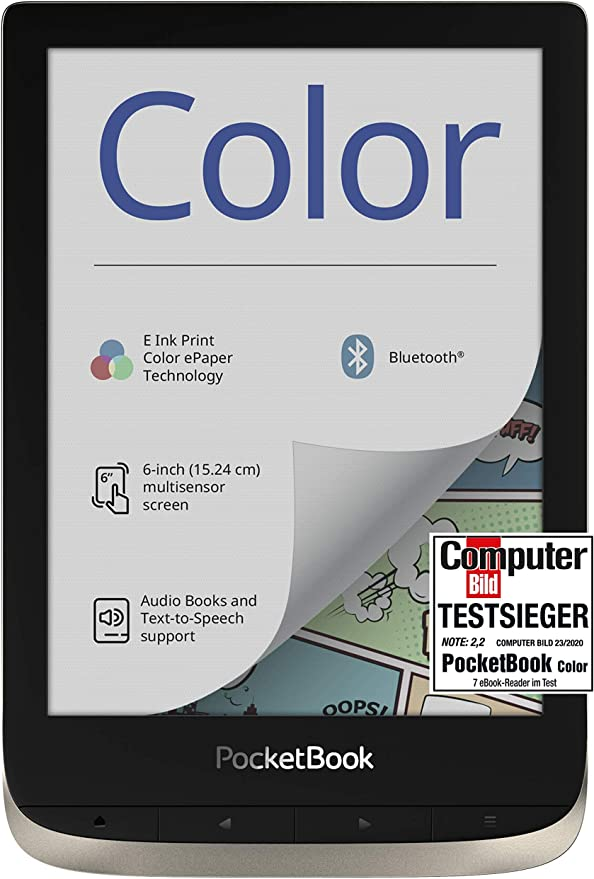 Color
E Ink Print
Color ePaper
Technology
Bluetooth®
6"
6-inch (15.24 cm)
multisensor
screen
Audio Books and
Text-to-Speech
support
OOPS!
Computer
Bild
TESTSIEGER
NOTE: 2,2 COMPUTER BILD 23/2020
PocketBook Color
7 eBook-Reader im Test
PocketBook